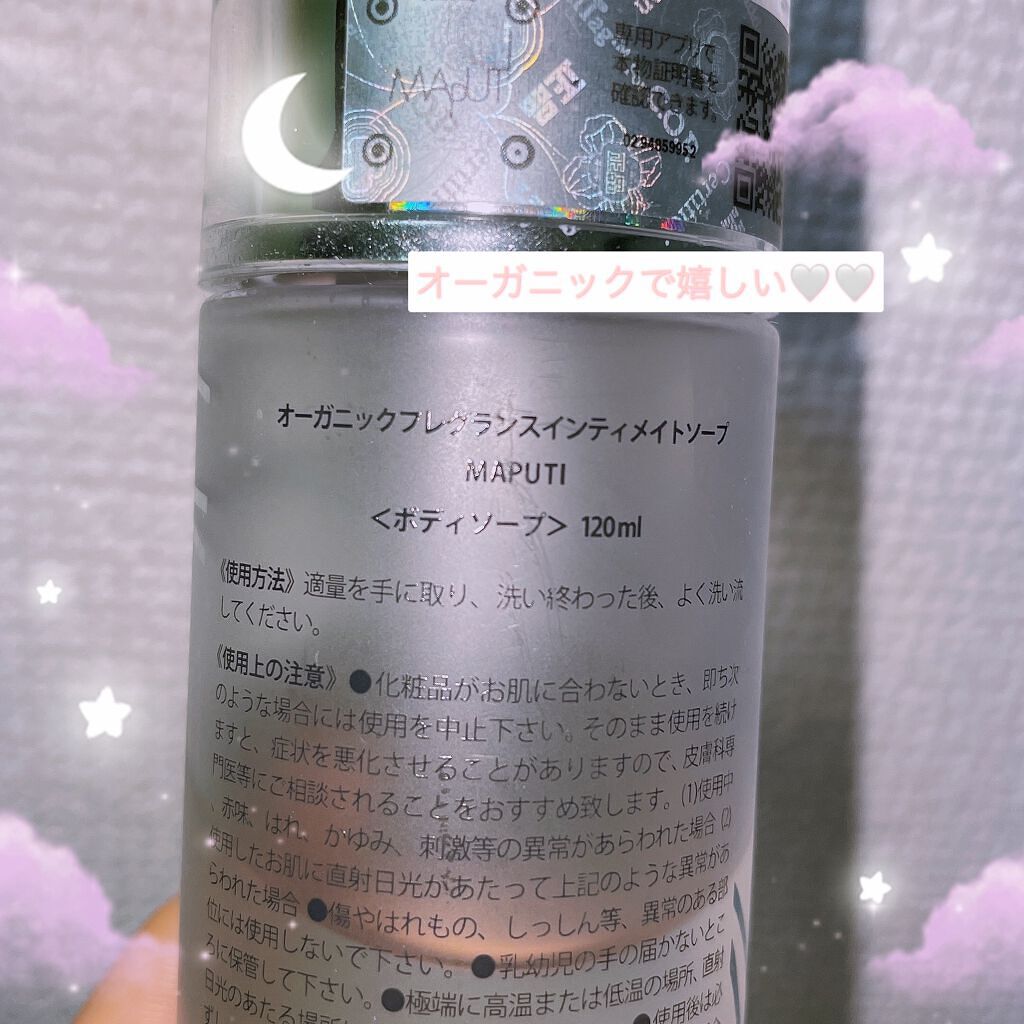 MApUTI
専用アプリで
本物証明書を
確認できます。
0294859952
正品
オーガニックで嬉しい🤍🤍
オーガニックフレグランスインティメイトソープ
MAPUTI
＜ボディソープ＞ 120ml
《使用方法》適量を手に取り、洗い終わった後、よく洗い流
してください。
《使用上の注意》●化粧品がお肌に合わないとき、即ち次
のような場合には使用を中止下さい。そのまま使用を続け
ますと、症状を悪化させることがありますので、皮膚科専
門医等にご相談されることをおすすめ致します。(1)使用中
、赤味、はれ、かゆみ、刺激等の異常があらわれた場合 (2)
使用したお肌に直射日光があたって上記のような異常があ
らわれた場合 ●傷やはれもの、しっしん等、異常のある部
位には使用しないで下さい。 ●乳幼児の手の届かないとこ
ろに保管して下さい。 ●極端に高温または低温の場所、直射
日光のあたる場所に
●使用後は必
ず